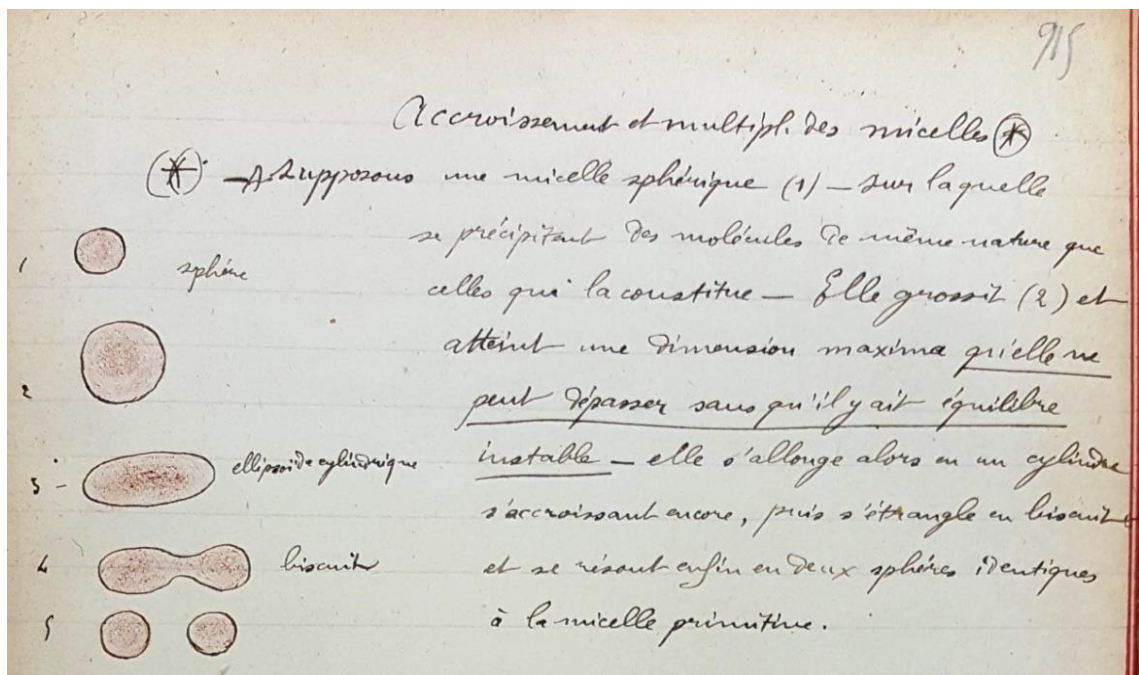 915
Accroissement et multipl. des micelles (*)
(*) — Supposons une micelle sphérique (1) — sur laquelle
se précipitent des molécules de même nature que
1 sphère
celles qui la constitue — Elle grossit (2) et
atteint une dimension maxima qu'elle ne
2 peut dépasser sans qu'il y ait équilibre
3 - ellipsoïde cylindrique instable — elle s'allonge alors en un cylindre
s'accroissant encore, puis s'étrangle en biscuit
4 biscuit et se résout enfin en deux sphères identiques
5 à la micelle primitive.